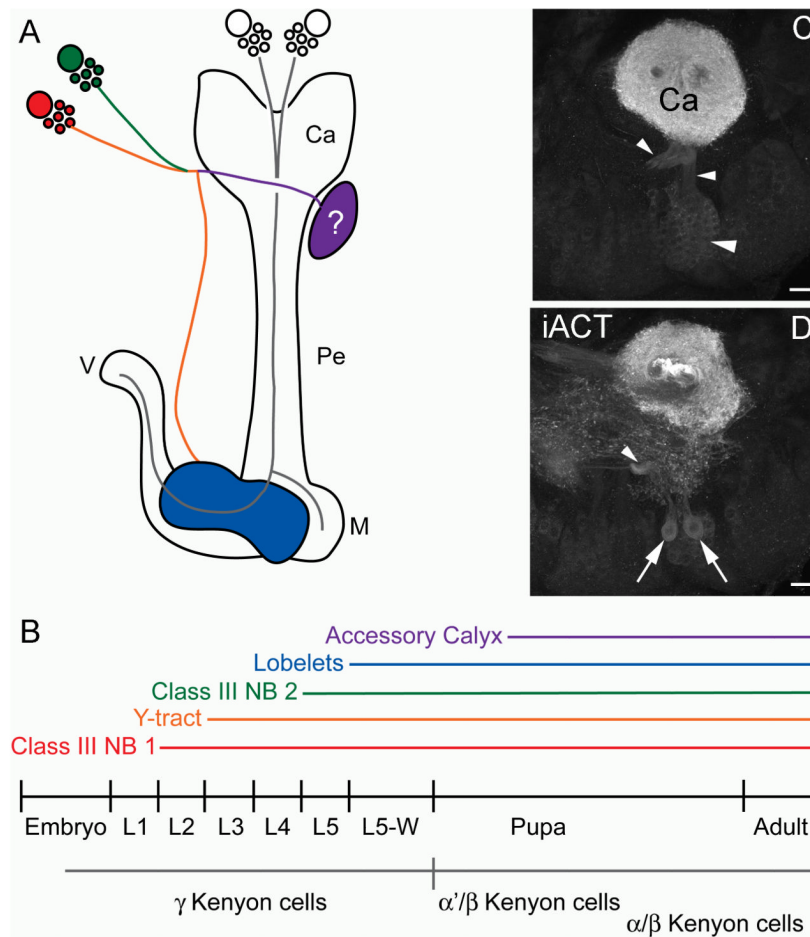 A
Ca
?
Pe
V
M
C
Ca
iACT
D
B
Accessory Calyx
Lobelets
Class III NB 2
Y-tract
Class III NB 1
Embryo L1 L2 L3 L4 L5 L5-W Pupa Adult
γ Kenyon cells α'/β Kenyon cells
α/β Kenyon cells